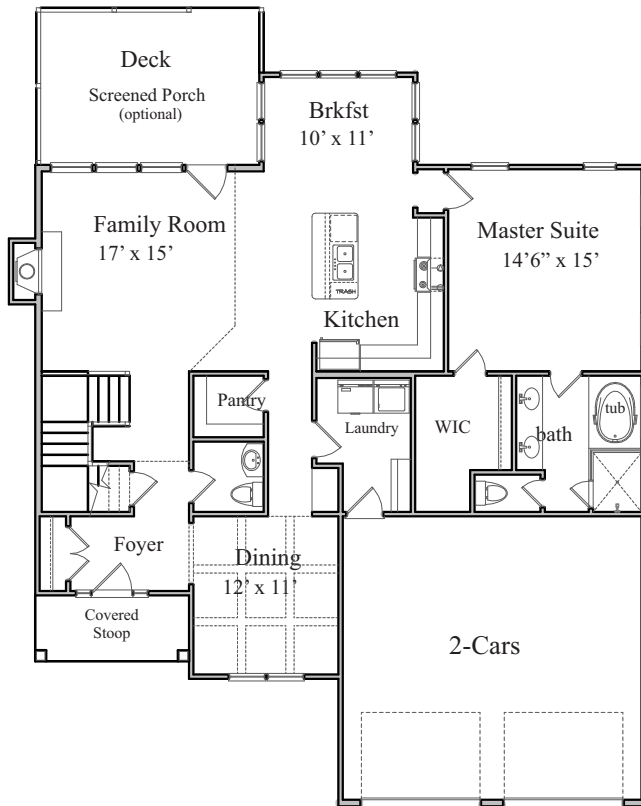 Deck
Screened Porch
(optional)
Brkfst
10’ x 11’
Family Room
17’ x 15’
Master Suite
14’6” x 15’
TRASH
Kitchen
Pantry
Laundry
WIC
bath
tub
Foyer
Dining
12’ x 11’
Covered
Stoop
2-Cars